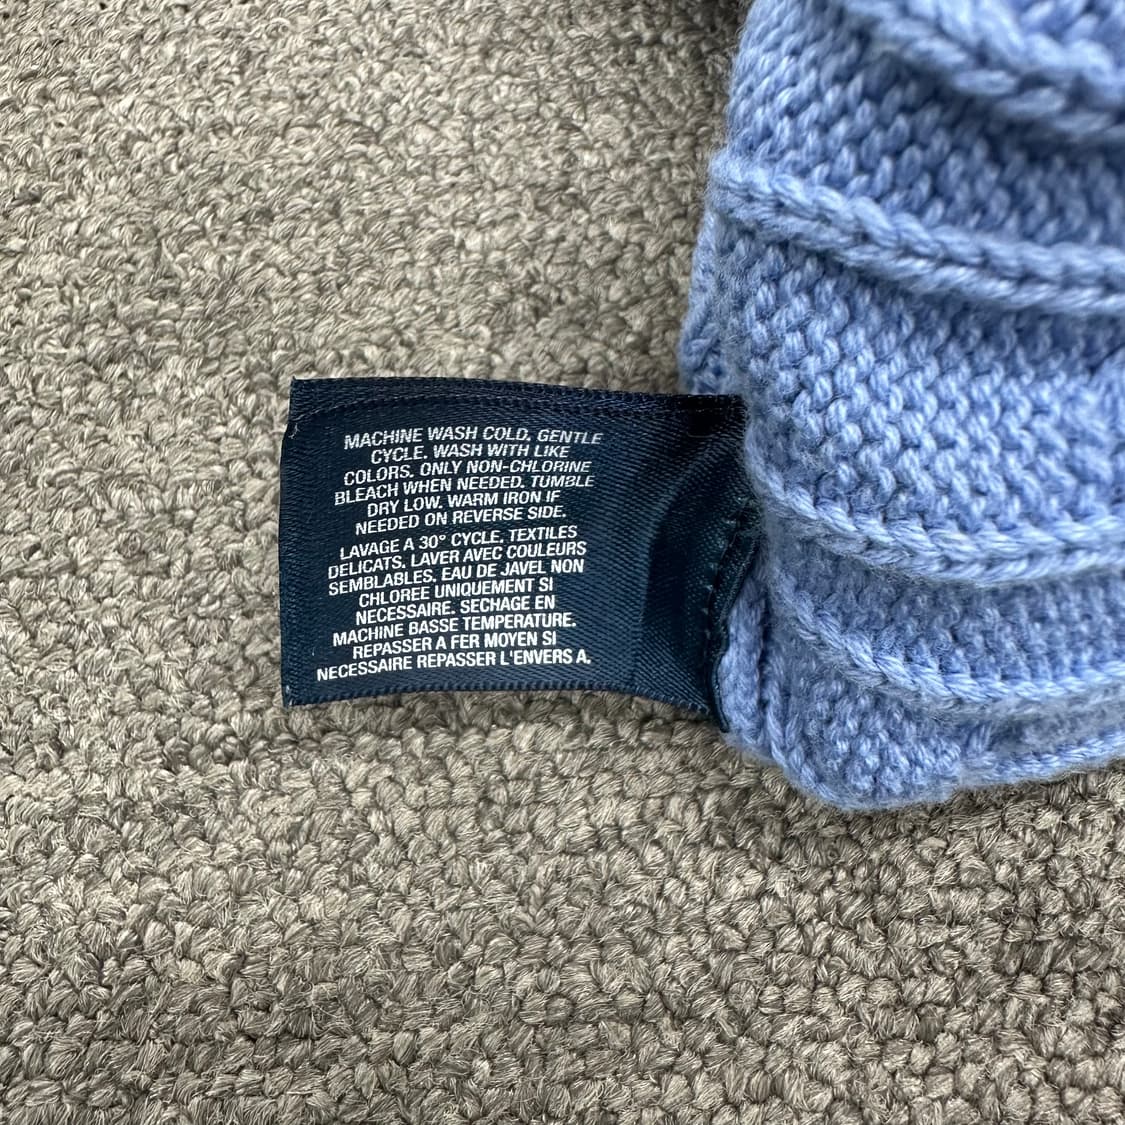 MACHINE WASH COLD. GENTLE
CYCLE. WASH WITH LIKE
COLORS. ONLY NON-CHLORINE
BLEACH WHEN NEEDED. TUMBLE
DRY LOW. WARM IRON IF
NEEDED ON REVERSE SIDE.
LAVAGE A 30° CYCLE. TEXTILES
DELICATS. LAVER AVEC COULEURS
SEMBLABLES. EAU DE JAVEL NON
CHLOREE UNIQUEMENT SI
NECESSAIRE. SECHAGE EN
MACHINE BASSE TEMPERATURE.
REPASSER A FER MOYEN SI
NECESSAIRE REPASSER L'ENVERS A.